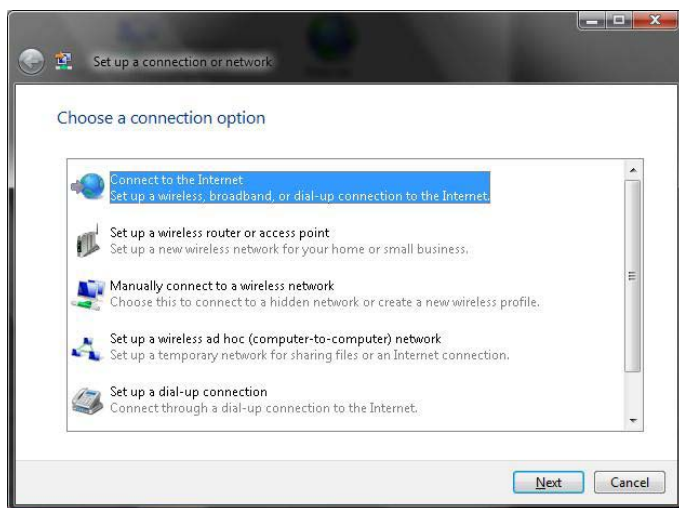 Set up a connection or network
Choose a connection option
Connect to the Internet
Set up a wireless, broadband, or dial-up connection to the Internet.
Set up a wireless router or access point
Set up a new wireless network for your home or small business.
Manually connect to a wireless network
Choose this to connect to a hidden network or create a new wireless profile.
Set up a wireless ad hoc (computer-to-computer) network
Set up a temporary network for sharing files or an Internet connection.
Set up a dial-up connection
Connect through a dial-up connection to the Internet.
Next Cancel